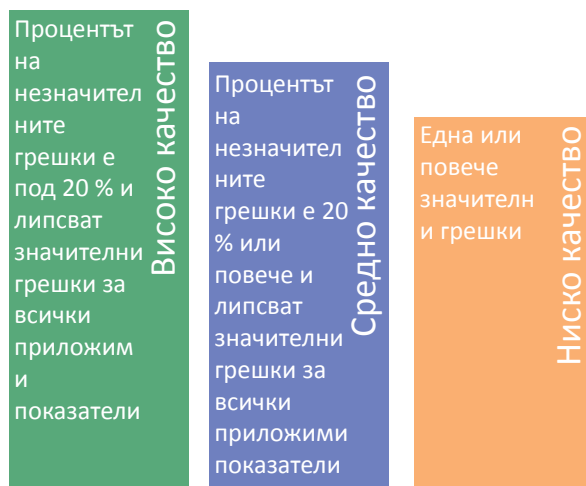 Процентът
на
незначител
ните
грешки е
под 20 % и
липсват
значителни
грешки за
всички
приложим
и
показатели
Високо качество
Процентът
на
незначител
ните
грешки е 20
% или
повече и
липсват
значителни
грешки за
всички
приложими
показатели
Средно качество
Една или
повече
значителн
и грешки
Ниско качество